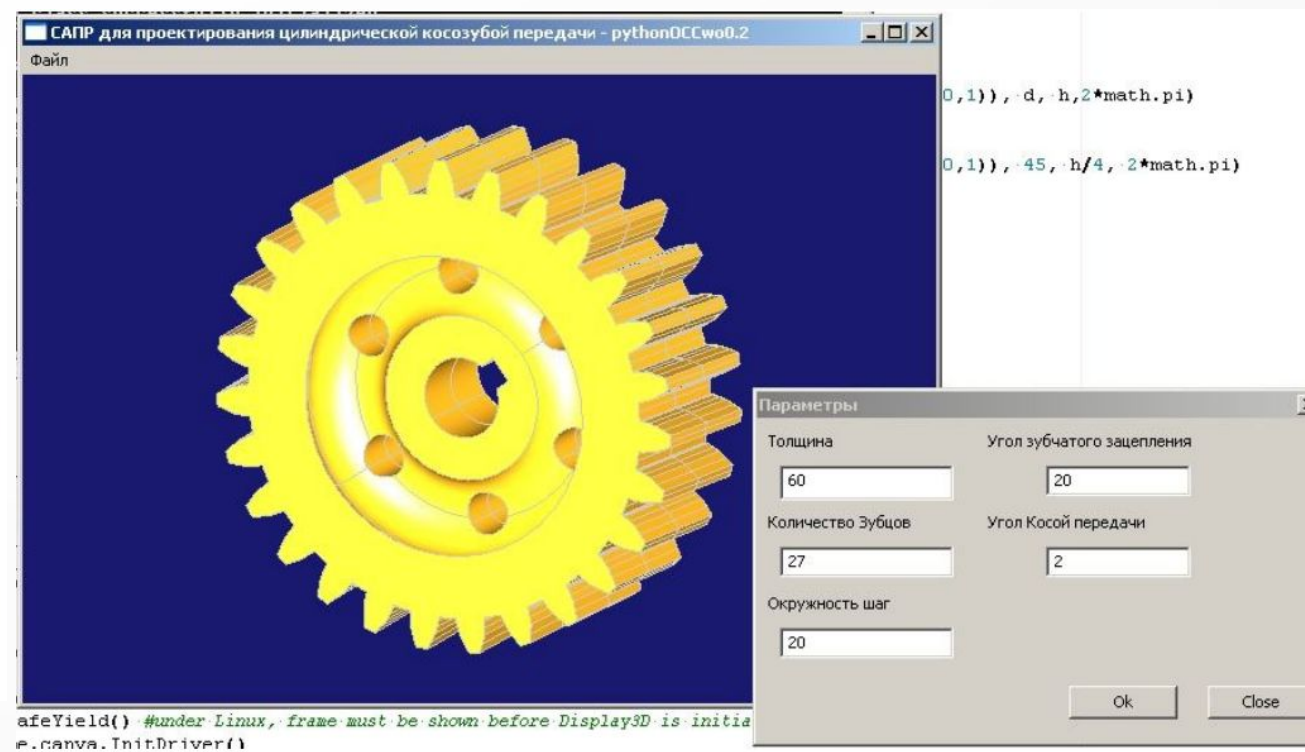 САПР для проектирования цилиндрической косозубой передачи - pythonOCCwo0.2
Файл
0,1)), d, h,2*math.pi)
0,1)), 45, h/4, 2*math.pi)
Параметры
Толщина
Угол зубчатого зацепления
60
20
Количество Зубцов
Угол Косой передачи
27
2
Окружность шаг
20
Ok
Close
afeYield() #under Linux, frame must be shown before Display3D is initia
e.canva.InitDriver()